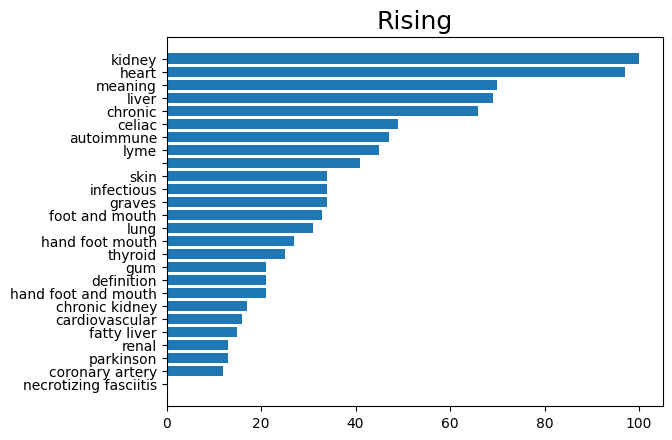 Rising
kidney
heart
meaning
liver
chronic
celiac
autoimmune
lyme
skin
infectious
graves
foot and mouth
lung
hand foot mouth
thyroid
gum
definition
hand foot and mouth
chronic kidney
cardiovascular
fatty liver
renal
parkinson
coronary artery
necrotizing fasciitis
0 20 40 60 80 100